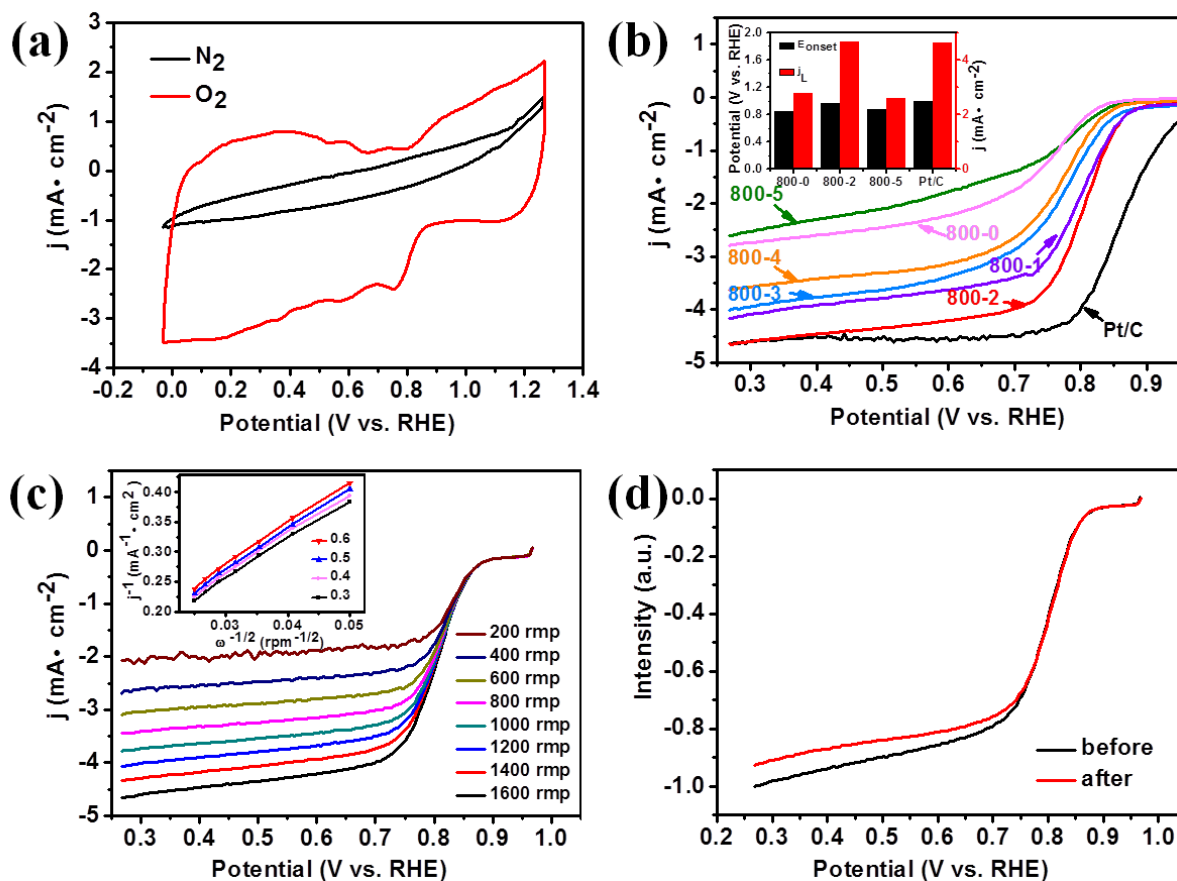 (a)
3
2
1
0
-1
-2
-3
-4
j (mA• cm-2)
N2
O2
-0.2 0.0 0.2 0.4 0.6 0.8 1.0 1.2 1.4
Potential (V vs. RHE)
(b)
2.0
1.6
1.2
0.8
0.4
0.0
Potential (V vs. RHE)
Eonset
jL
4
2
0
j (mA• cm-2)
800-0 800-2 800-5 Pt/C
0
-1
-2
-3
-4
-5
j (mA• cm-2)
800-5
800-0
800-4
800-1
800-3
800-2
Pt/C
0.3 0.4 0.5 0.6 0.7 0.8 0.9
Potential (V vs. RHE)
(c)
0.40
0.35
0.30
0.25
0.20
j-1 (mA-1• cm2)
0.6
0.5
0.4
0.3
0.03 0.04 0.05
ω-1/2 (rpm-1/2)
1
0
-1
-2
-3
-4
-5
j (mA• cm-2)
200 rmp
400 rmp
600 rmp
800 rmp
1000 rmp
1200 rmp
1400 rmp
1600 rmp
0.3 0.4 0.5 0.6 0.7 0.8 0.9 1.0
Potential (V vs. RHE)
(d)
0.0
-0.2
-0.4
-0.6
-0.8
-1.0
Intensity (a.u.)
before
after
0.2 0.3 0.4 0.5 0.6 0.7 0.8 0.9 1.0
Potential (V vs. RHE)